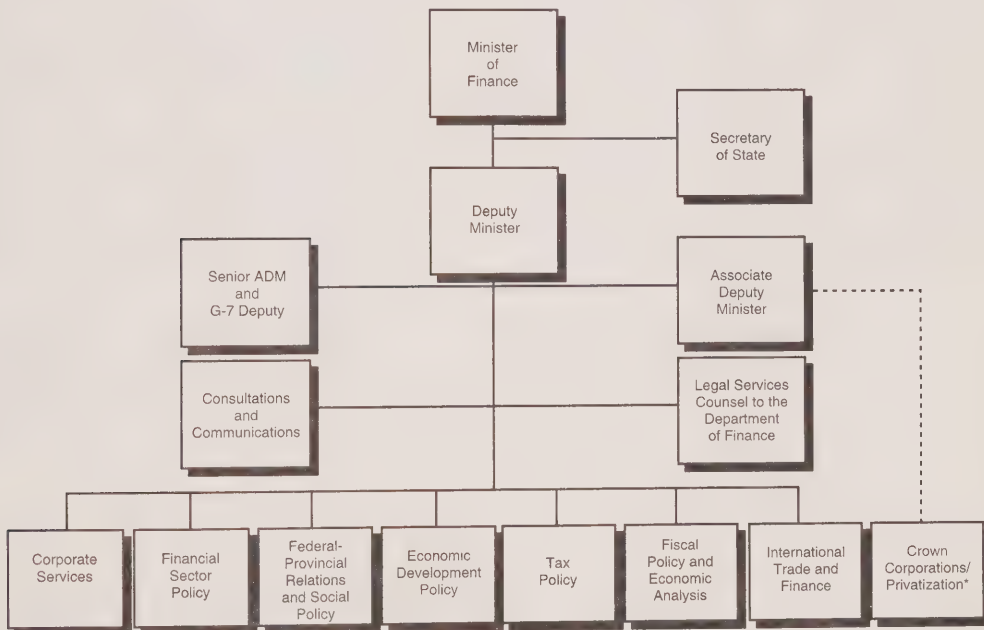 Minister
of
Finance
Secretary
of State
Deputy
Minister
Senior ADM
and
G-7 Deputy
Associate
Deputy
Minister
Consultations
and
Communications
Legal Services
Counsel to the
Department
of Finance
Corporate
Services
Financial
Sector
Policy
Federal-
Provincial
Relations
and Social
Policy
Economic
Development
Policy
Tax
Policy
Fiscal
Policy and
Economic
Analysis
International
Trade and
Finance
Crown
Corporations/
Privatization*